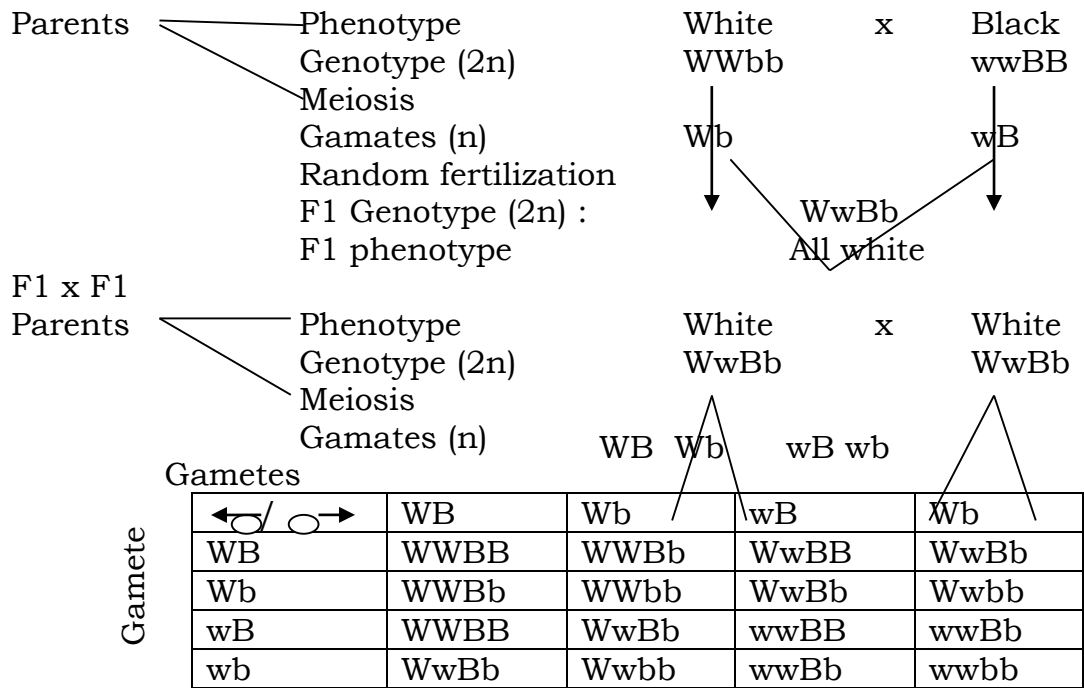 Parents Phenotype White x Black
Genotype (2n) WWbb wwBB
Meiosis
Gamates (n) Wb wB
Random fertilization
F1 Genotype (2n) : WwBb
F1 phenotype All white
F1 x F1
Parents Phenotype White x White
Genotype (2n) WwBb WwBb
Meiosis
Gamates (n) WB Wb wB wb
Gametes
Gamete
WB Wb wB Wb
WB WWBB WWBb WwBB WwBb
Wb WWBb WWbb WwBb Wwbb
wB WWBB WwBb wwBB wwBb
wb WwBb Wwbb wwBb wwbb